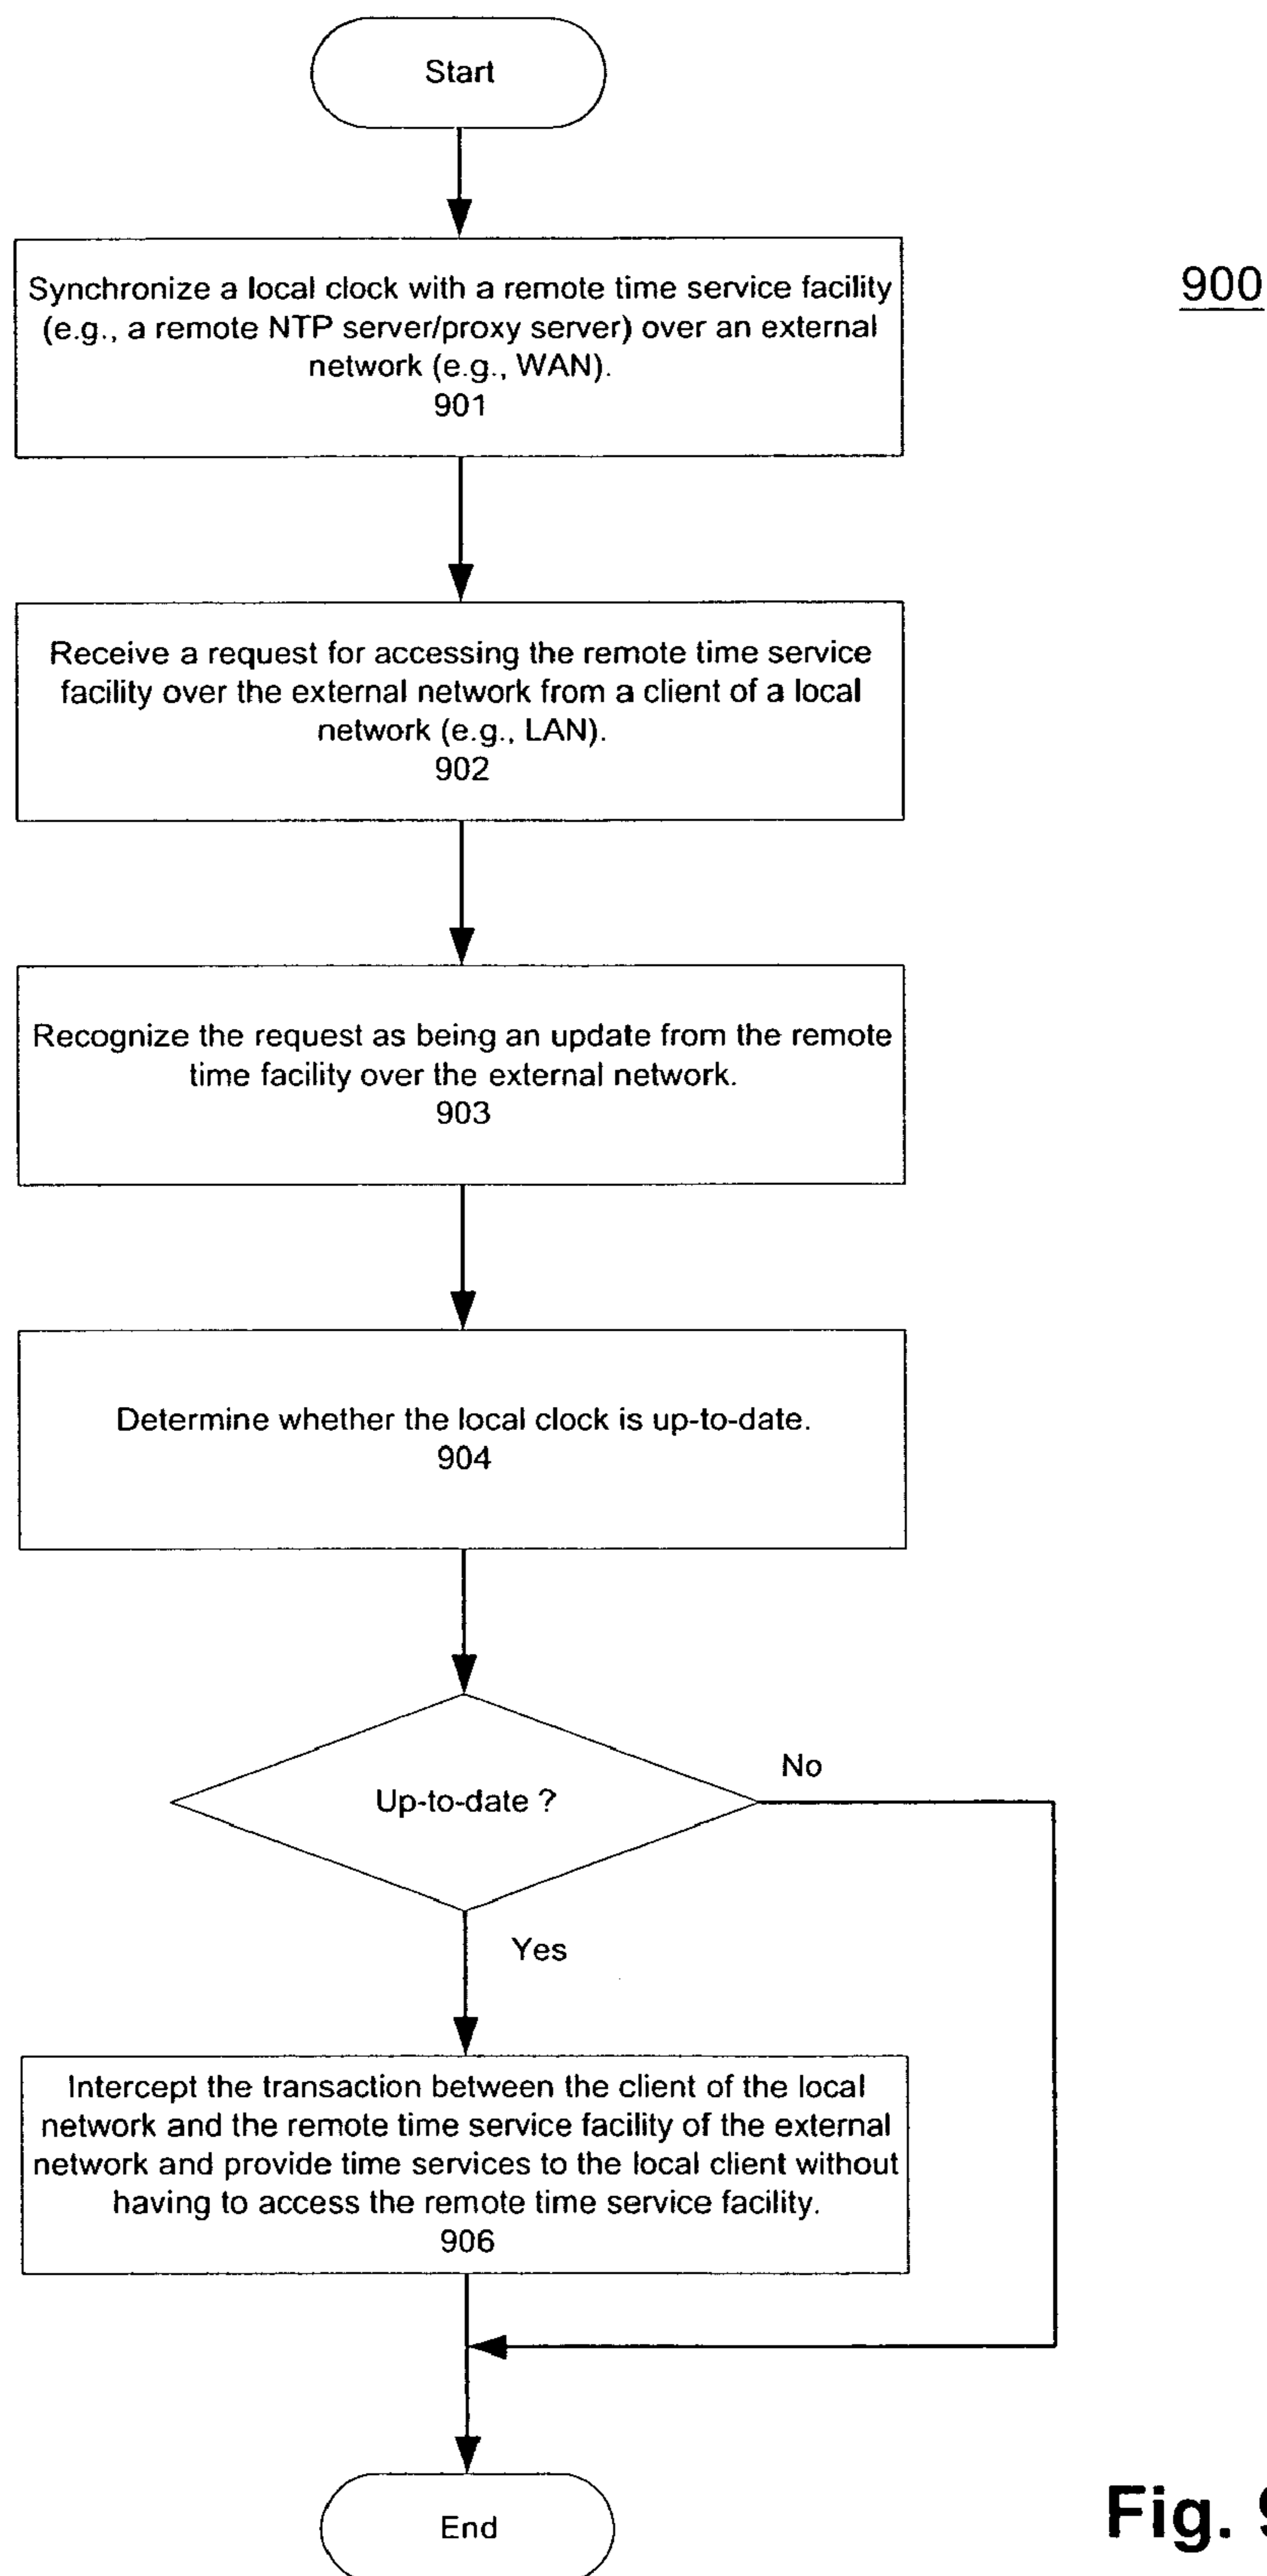 Start
Synchronize a local clock with a remote time service facility
(e.g., a remote NTP server/proxy server) over an external
network (e.g., WAN).
901
900
Receive a request for accessing the remote time service
facility over the external network from a client of a local
network (e.g., LAN).
902
Recognize the request as being an update from the remote
time facility over the external network.
903
Determine whether the local clock is up-to-date.
904
Up-to-date ?
No
Yes
Intercept the transaction between the client of the local
network and the remote time service facility of the external
network and provide time services to the local client without
having to access the remote time service facility.
906
End
Fig. 9